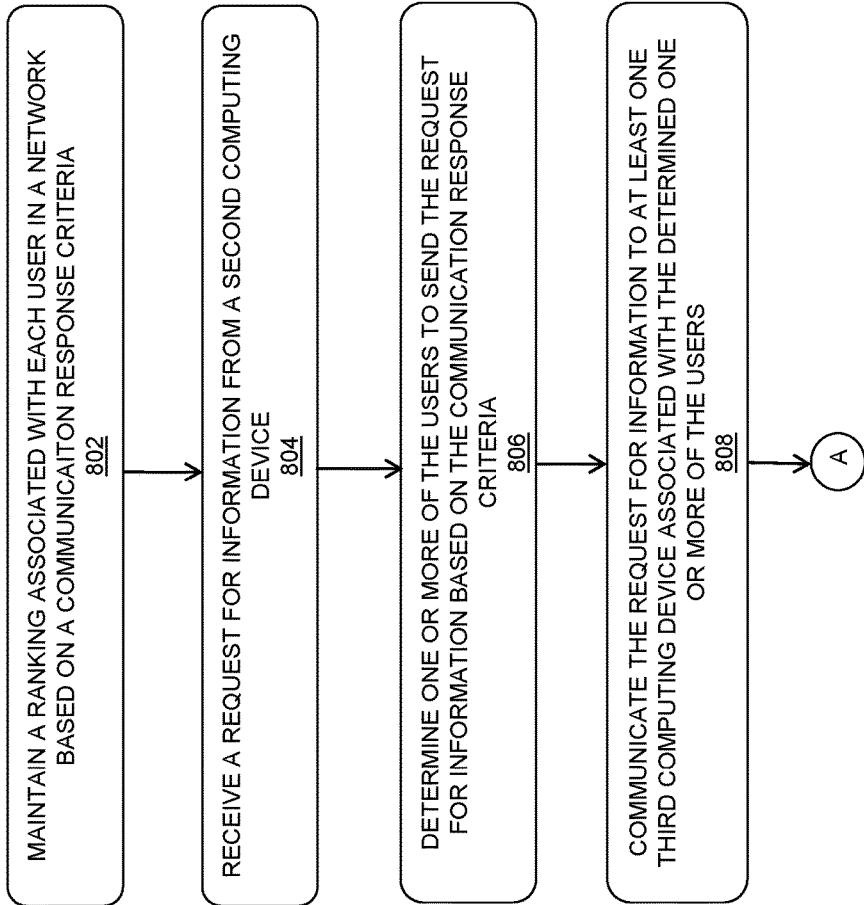 MAINTAIN A RANKING ASSOCIATED WITH EACH USER IN A NETWORK
BASED ON A COMMUNICAITON RESPONSE CRITERIA
802
RECEIVE A REQUEST FOR INFORMATION FROM A SECOND COMPUTING
DEVICE
804
DETERMINE ONE OR MORE OF THE USERS TO SEND THE REQUEST
FOR INFORMATION BASED ON THE COMMUNICATION RESPONSE
CRITERIA
806
COMMUNICATE THE REQUEST FOR INFORMATION TO AT LEAST ONE
THIRD COMPUTING DEVICE ASSOCIATED WITH THE DETERMINED ONE
OR MORE OF THE USERS
808
A